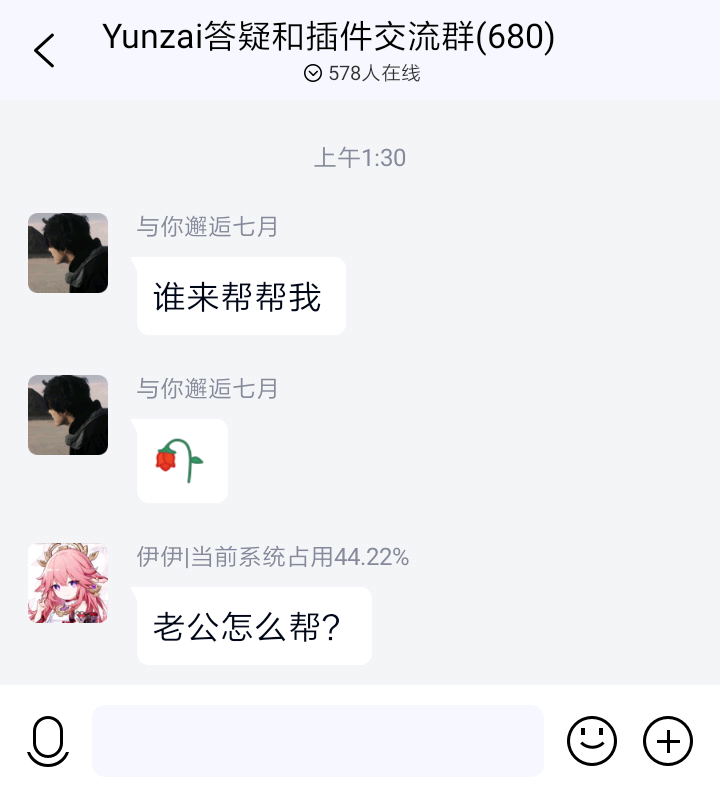 Yunzai答疑和插件交流群(680)
578人在线
上午1:30
与你邂逅七月
谁来帮帮我
与你邂逅七月
伊伊|当前系统占用44.22%
老公怎么帮?